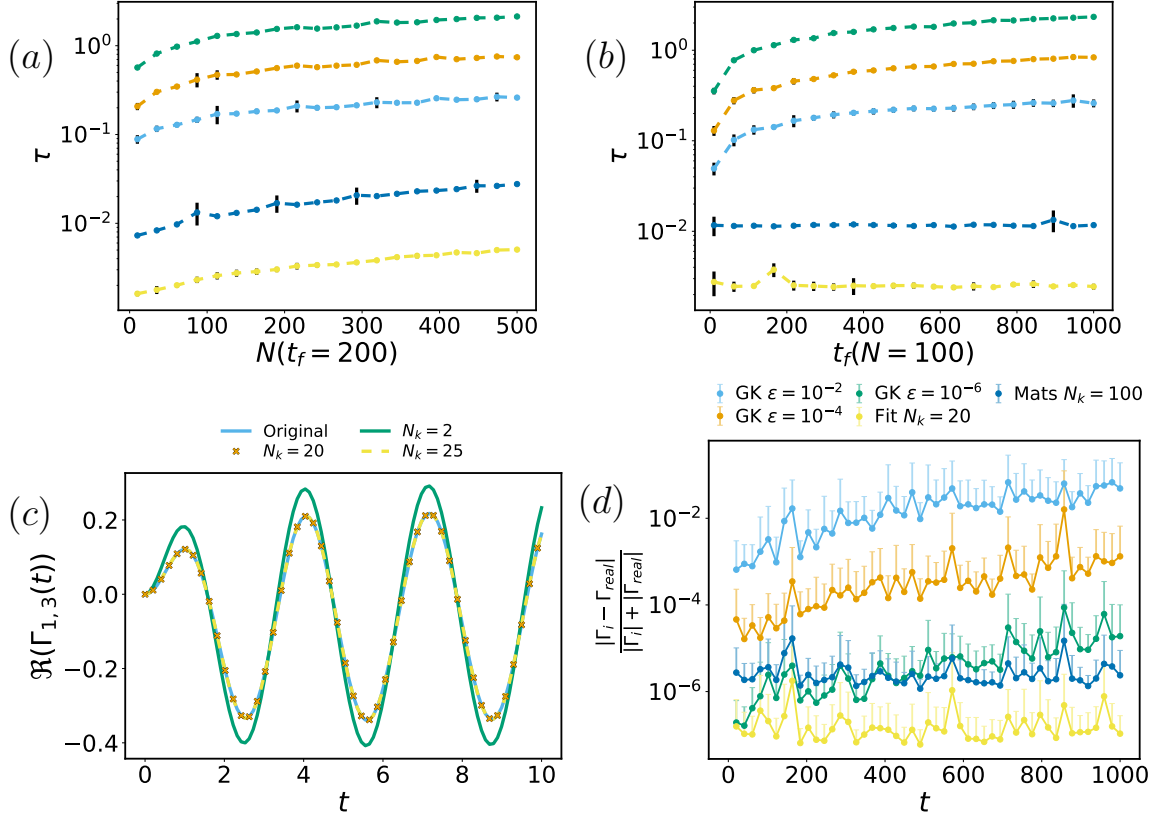 (a)
10^0
10^{-1}
10^{-2}
τ
0 100 200 300 400 500
N(t_f = 200)
(b)
10^0
10^{-1}
10^{-2}
τ
0 200 400 600 800 1000
t_f(N = 100)
Original
N_k = 2
N_k = 20
N_k = 25
(c)
0.2
0.0
−0.2
−0.4
ℜ(Γ_{1, 3}(t))
0 2 4 6 8 10
t
GK ε = 10^{-2}
GK ε = 10^{-6}
Mats N_k = 100
GK ε = 10^{-4}
Fit N_k = 20
(d)
10^{-2}
10^{-4}
10^{-6}
|Γ_i − Γ_{real}|
|Γ_i| + |Γ_{real}|
0 200 400 600 800 1000
t